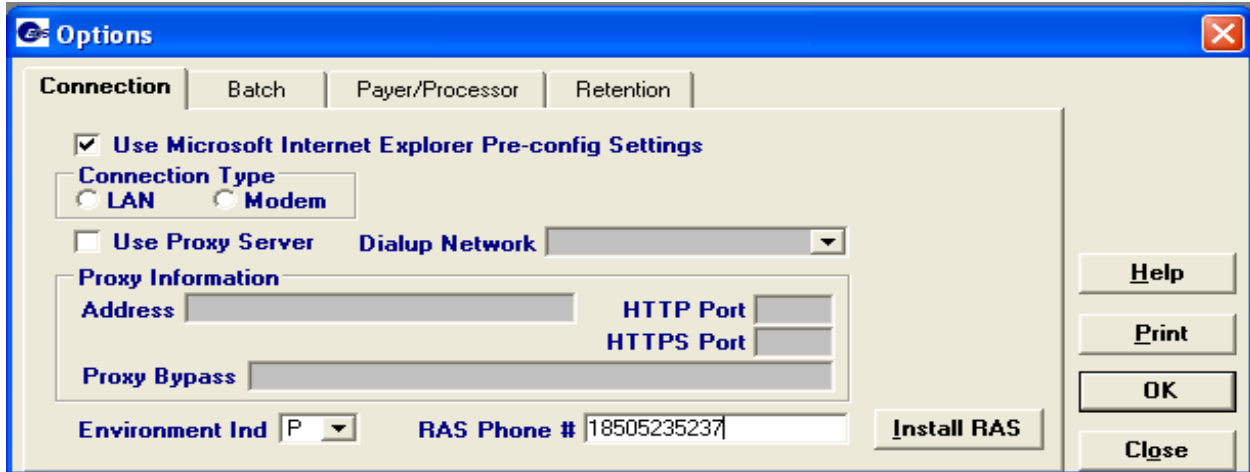 Options
Connection Batch Payer/Processor Retention
Use Microsoft Internet Explorer Pre-config Settings
Connection Type
LAN Modem
Use Proxy Server Dialup Network
Proxy Information
Address HTTP Port
HTTPS Port
Proxy Bypass
Environment Ind P RAS Phone # 18505235237 Install RAS
Help
Print
OK
Close